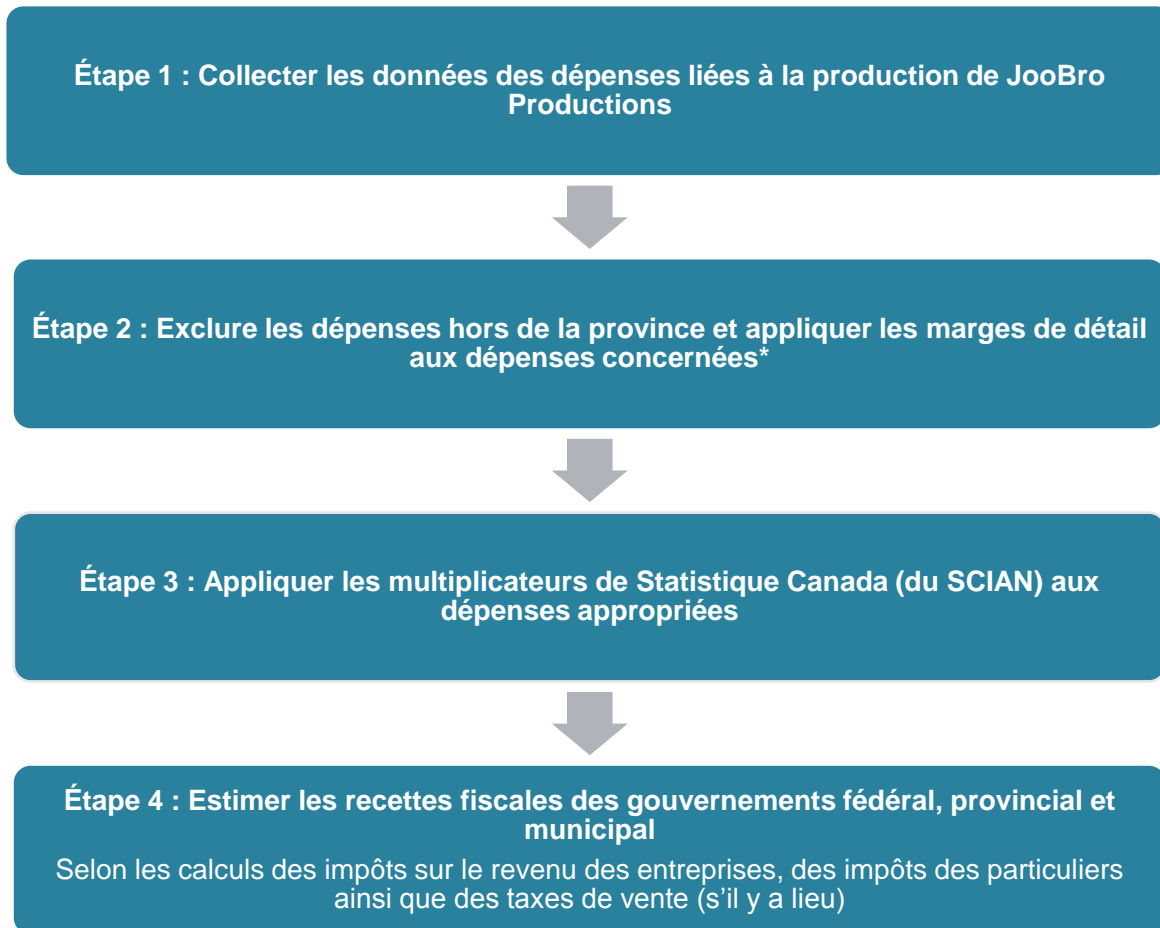 Étape 1 : Collecter les données des dépenses liées à la production de JooBro
Productions
Étape 2 : Exclure les dépenses hors de la province et appliquer les marges de détail
aux dépenses concernées*
Étape 3 : Appliquer les multiplicateurs de Statistique Canada (du SCIAN) aux
dépenses appropriées
Étape 4 : Estimer les recettes fiscales des gouvernements fédéral, provincial et
municipal
Selon les calculs des impôts sur le revenu des entreprises, des impôts des particuliers
ainsi que des taxes de vente (s'il y a lieu)